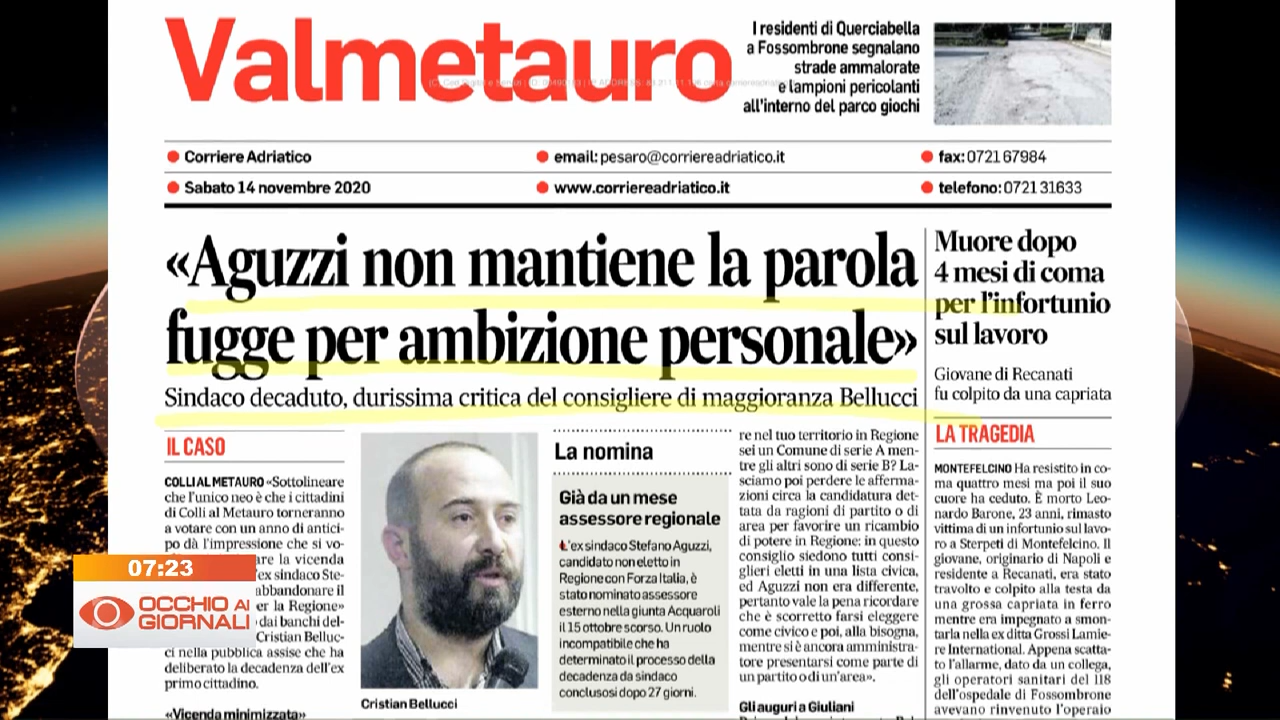 Valmetauro
I residenti di Querciabella
a Fossombrone segnalano
strade ammalorate
e lampioni pericolanti
all'interno del parco giochi
Corriere Adriatico
email: pesaro@corriereadriatico.it
fax: 0721 67984
Sabato 14 novembre 2020
www.corriereadriatico.it
telefono: 0721 31633
«Aguzzi non mantiene la parola
fugge per ambizione personale»
Sindaco decaduto, durissima critica del consigliere di maggioranza Bellucci
IL CASO
COLLI AL METAURO «Sottolineare
che l'unico neo è che i cittadini
di Colli al Metauro torneranno
a votare con un anno di antici-
po dà l'impressione che si vo-
are la vicenda
'ex sindaco Ste-
abbandonare il
er la Regione»
dai banchi del-
Cristian Belluc-
ci nella pubblica assise che ha
deliberato la decadenza dell'ex
primo cittadino.
«Vicenda minimizzata»
Cristian Bellucci
La nomina
Già da un mese
assessore regionale
L'ex sindaco Stefano Aguzzi,
candidato non eletto in
Regione con Forza Italia, è
stato nominato assessore
esterno nella giunta Acquaroli
il 15 ottobre scorso. Un ruolo
incompatibile che ha
determinato il processo della
decadenza da sindaco
conclusosi dopo 27 giorni.
re nel tuo territorio in Regione
sei un Comune di serie A men-
tre gli altri sono di serie B? La-
sciamo poi perdere le afferma-
zioni circa la candidatura det-
tata da ragioni di partito o di
area per favorire un ricambio
di potere in Regione: in questo
consiglio siedono tutti consi-
glieri eletti in una lista civica,
ed Aguzzi non era differente,
pertanto vale la pena ricordare
che è scorretto farsi eleggere
come civico e poi, alla bisogna,
mentre si è ancora amministra-
tore presentarsi come parte di
un partito o di un'area».
Gli auguri a Giuliani
Muore dopo
4 mesi di coma
per l'infortunio
sul lavoro
Giovane di Recanati
fu colpito da una capriata
LA TRAGEDIA
MONTEFELCINO Ha resistito in co-
ma quattro mesi ma poi il suo
cuore ha ceduto. È morto Leo-
nardo Barone, 23 anni, rimasto
vittima di un infortunio sul lavo-
ro a Sterpeti di Montefelcino. Il
giovane, originario di Napoli e
residente a Recanati, era stato
travolto e colpito alla testa da
una grossa capriata in ferro
mentre era impegnato a smon-
tarla nella ex ditta Grossi Lamie-
re International. Appena scatta-
to l'allarme, dato da un collega,
gli operatori sanitari del 118
dell'ospedale di Fossombrone
avevano rinvenuto l'operaio
07:23
OCCHIO AI
GIORNALI